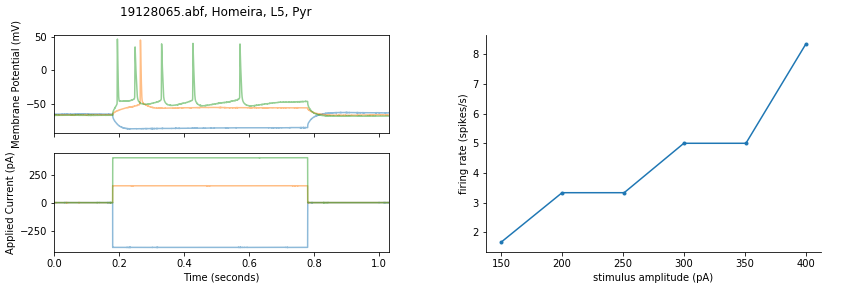 19128065.abf, Homeira, L5, Pyr
Membrane Potential (mV)
50
0
−50
Applied Current (pA)
250
0
−250
0.0 0.2 0.4 0.6 0.8 1.0
Time (seconds)
firing rate (spikes/s)
8
7
6
5
4
3
2
150 200 250 300 350 400
stimulus amplitude (pA)